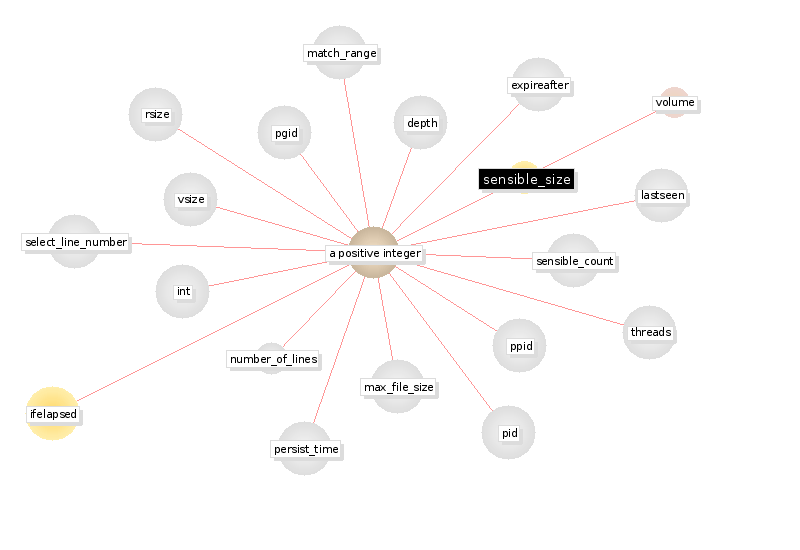 match_range
expireafter
volume
rsize
depth
pgid
sensible_size
lastseen
vsize
select_line_number
a positive integer
sensible_count
int
threads
ppid
number_of_lines
max_file_size
ifelapsed
pid
persist_time